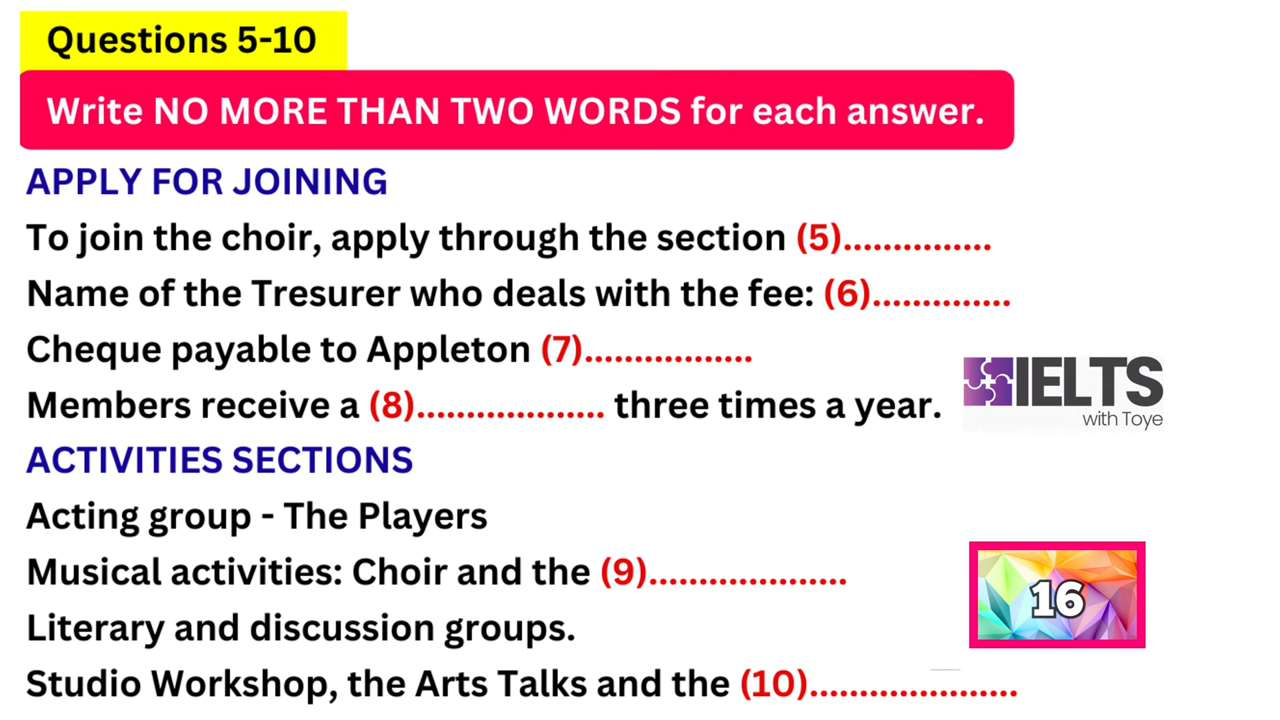 Questions 5-10
Write NO MORE THAN TWO WORDS for each answer.
APPLY FOR JOINING
To join the choir, apply through the section (5)...............
Name of the Tresurer who deals with the fee: (6)..............
Cheque payable to Appleton (7).................
Members receive a (8)................... three times a year.
IELTS
with Toye
ACTIVITIES SECTIONS
Acting group - The Players
Musical activities: Choir and the (9)....................
16
Literary and discussion groups.
Studio Workshop, the Arts Talks and the (10).....................